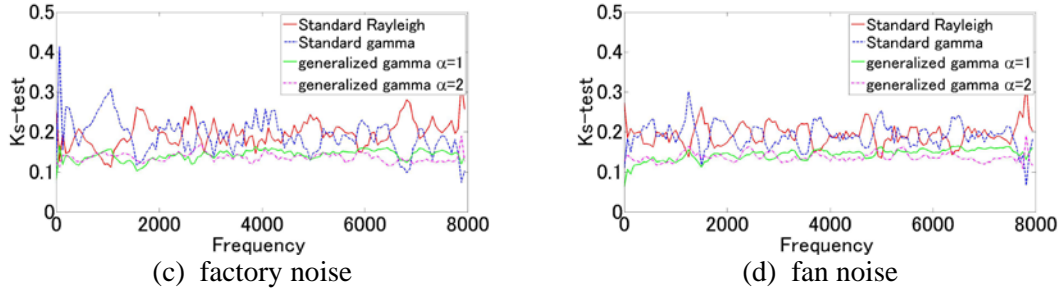 0.5
0.4
0.3
0.2
0.1
0
Ks-test
Standard Rayleigh
Standard gamma
generalized gamma α=1
generalized gamma α=2
0 2000 4000 6000 8000
Frequency
(c) factory noise
0.5
0.4
0.3
0.2
0.1
0
Ks-test
Standard Rayleigh
Standard gamma
generalized gamma α=1
generalized gamma α=2
0 2000 4000 6000 8000
Frequency
(d) fan noise